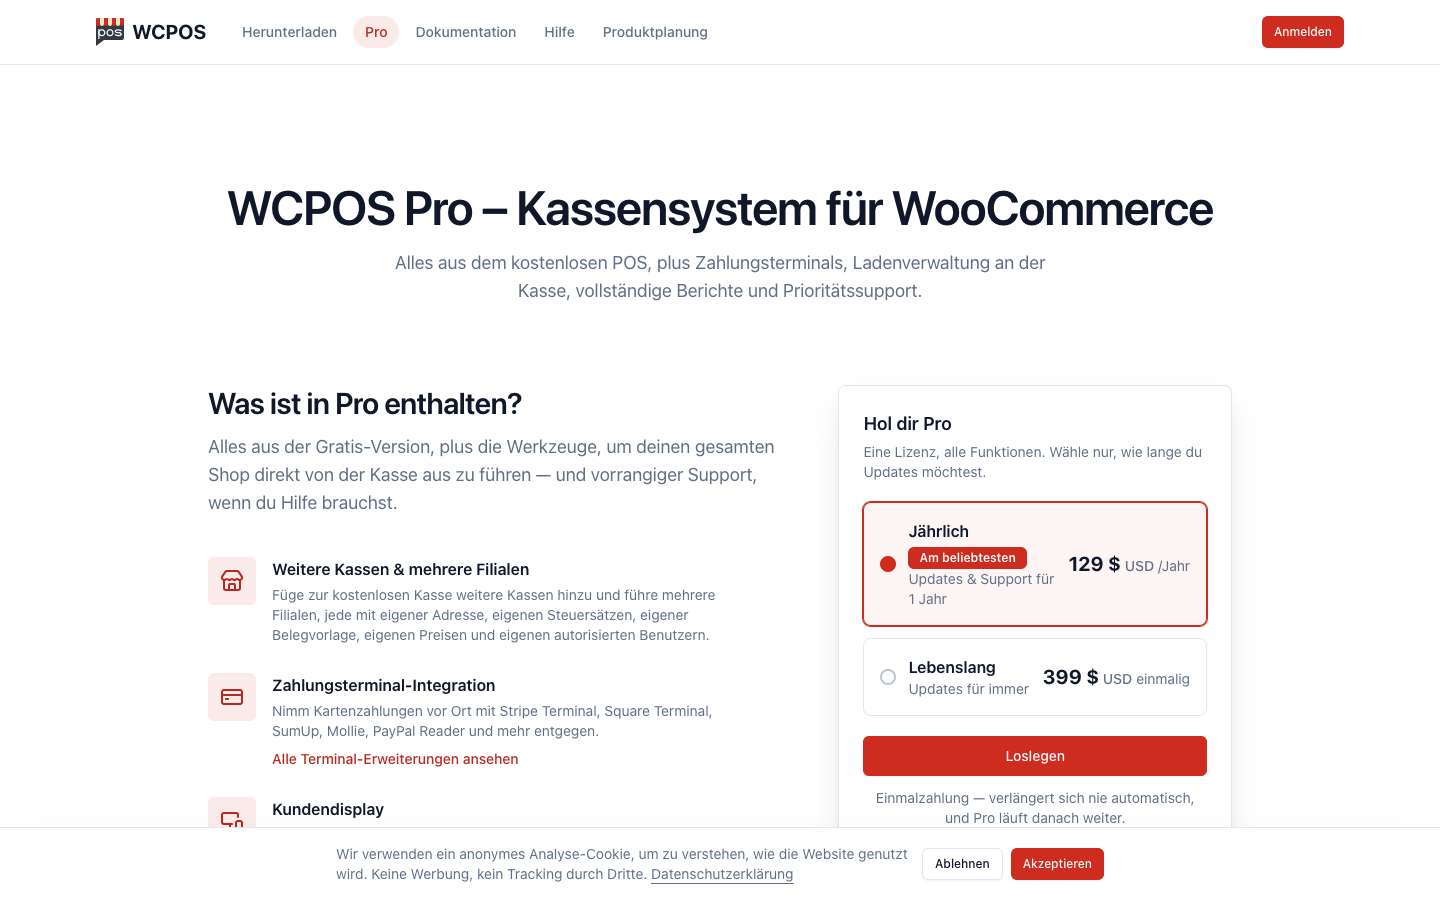 pos WCPOS
Herunterladen
Pro
Dokumentation
Hilfe
Produktplanung
Anmelden
WCPOS Pro – Kassensystem für WooCommerce
Alles aus dem kostenlosen POS, plus Zahlungsterminals, Ladenverwaltung an der
Kasse, vollständige Berichte und Prioritätssupport.
Was ist in Pro enthalten?
Alles aus der Gratis-Version, plus die Werkzeuge, um deinen gesamten
Shop direkt von der Kasse aus zu führen — und vorrangiger Support,
wenn du Hilfe brauchst.
Weitere Kassen & mehrere Filialen
Füge zur kostenlosen Kasse weitere Kassen hinzu und führe mehrere
Filialen, jede mit eigener Adresse, eigenen Steuersätzen, eigener
Belegvorlage, eigenen Preisen und eigenen autorisierten Benutzern.
Zahlungsterminal-Integration
Nimm Kartenzahlungen vor Ort mit Stripe Terminal, Square Terminal,
SumUp, Mollie, PayPal Reader und mehr entgegen.
Alle Terminal-Erweiterungen ansehen
Kundendisplay
Hol dir Pro
Eine Lizenz, alle Funktionen. Wähle nur, wie lange du
Updates möchtest.
Jährlich
Am beliebtesten
Updates & Support für
1 Jahr
129 $ USD /Jahr
Lebenslang
Updates für immer
399 $ USD einmalig
Loslegen
Einmalzahlung — verlängert sich nie automatisch,
und Pro läuft danach weiter.
Wir verwenden ein anonymes Analyse-Cookie, um zu verstehen, wie die Website genutzt
wird. Keine Werbung, kein Tracking durch Dritte. Datenschutzerklärung
Ablehnen
Akzeptieren